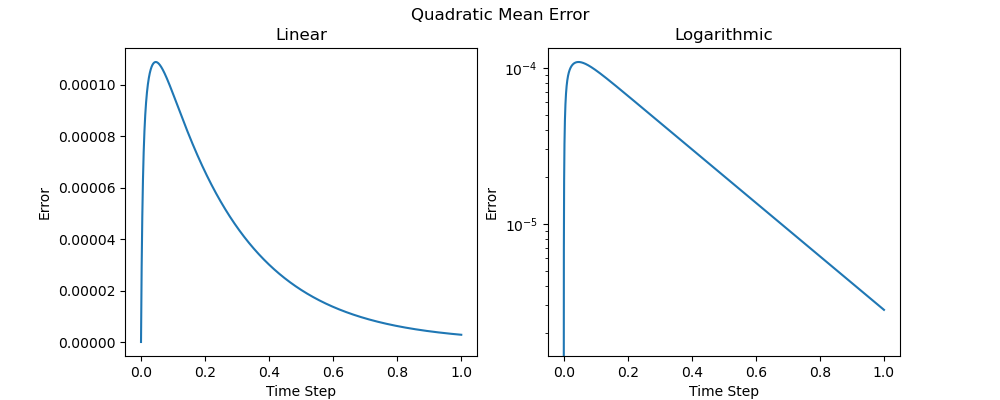 Quadratic Mean Error
Linear
Error
0.00010
0.00008
0.00006
0.00004
0.00002
0.00000
0.0 0.2 0.4 0.6 0.8 1.0
Time Step
Logarithmic
Error
10⁻⁴
10⁻⁵
0.0 0.2 0.4 0.6 0.8 1.0
Time Step